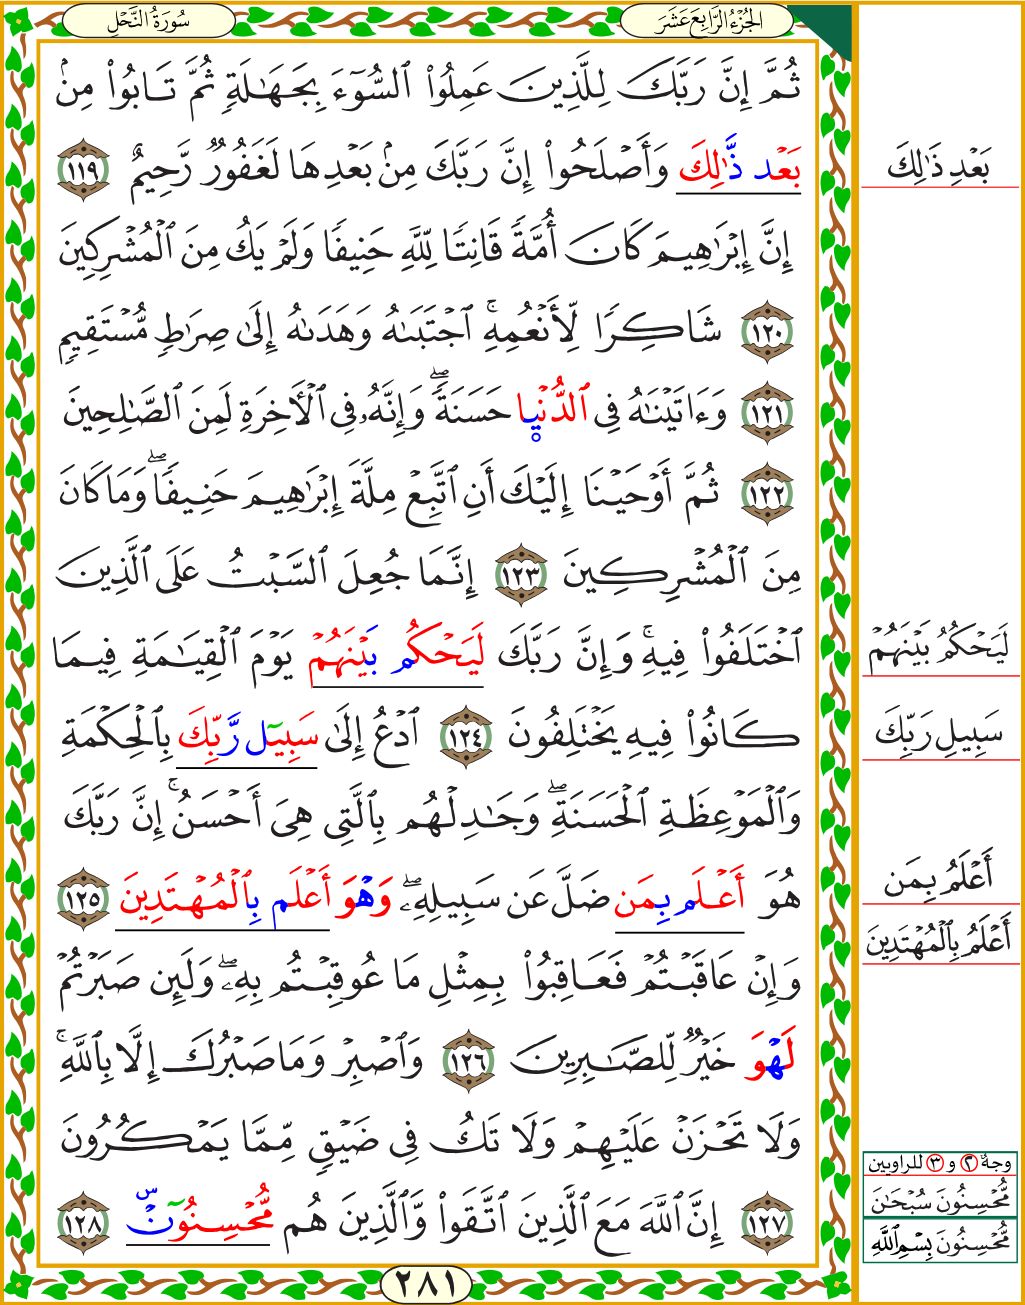 سُورَةُ النَّحْلِ
الجُزْءُ الرَّابِعَ عَشَرَ
ثُمَّ إِنَّ رَبَّكَ لِلَّذِينَ عَمِلُوا۟ ٱلسُّوٓءَ بِجَهَٰلَةٍ ثُمَّ تَابُوا۟ مِنۢ
بَعۡد ذَّٰلِكَ وَأَصۡلَحُوٓا۟ إِنَّ رَبَّكَ مِنۢ بَعۡدِهَا لَغَفُورٌ رَّحِيمٌ ١١٩
إِنَّ إِبۡرَٰهِيمَ كَانَ أُمَّةً قَانِتًا لِّلَّهِ حَنِيفًا وَلَمۡ يَكُ مِنَ ٱلۡمُشۡرِكِينَ
١٢٠ شَاكِرًا لِّأَنۡعُمِهِۚ ٱجۡتَبَىٰهُ وَهَدَىٰهُ إِلَىٰ صِرَٰطٍ مُّسۡتَقِيمٍ
١٢١ وَءَاتَيۡنَٰهُ فِى ٱلدُّنۡيَا حَسَنَةًۖ وَإِنَّهُۥ فِى ٱلۡأٓخِرَةِ لَمِنَ ٱلصَّٰلِحِينَ
١٢٢ ثُمَّ أَوۡحَيۡنَا إِلَيۡكَ أَنِ ٱتَّبِعۡ مِلَّةَ إِبۡرَٰهِيمَ حَنِيفًاۖ وَمَا كَانَ
مِنَ ٱلۡمُشۡرِكِينَ ١٢٣ إِنَّمَا جُعِلَ ٱلسَّبۡتُ عَلَى ٱلَّذِينَ
ٱخۡتَلَفُوا۟ فِيهِۚ وَإِنَّ رَبَّكَ لَيَحۡكُم بَيۡنَهُمۡ يَوۡمَ ٱلۡقِيَٰمَةِ فِيمَا
كَانُوا۟ فِيهِ يَخۡتَلِفُونَ ١٢٤ ٱدۡعُ إِلَىٰ سَبِيٓل رَّبِّكَ بِٱلۡحِكۡمَةِ
وَٱلۡمَوۡعِظَةِ ٱلۡحَسَنَةِۖ وَجَٰدِلۡهُم بِٱلَّتِى هِىَ أَحۡسَنُۚ إِنَّ رَبَّكَ
هُوَ أَعۡلَم بِمَن ضَلَّ عَن سَبِيلِهِۦۖ وَهۡوَ أَعۡلَم بِٱلۡمُهۡتَدِينَ ١٢٥
وَإِنۡ عَاقَبۡتُمۡ فَعَاقِبُوا۟ بِمِثۡلِ مَا عُوقِبۡتُم بِهِۦۖ وَلَئِن صَبَرۡتُمۡ
لَهۡوَ خَيۡرٌ لِّلصَّٰبِرِينَ ١٢٦ وَٱصۡبِرۡ وَمَا صَبۡرُكَ إِلَّا بِٱللَّهِۚ
وَلَا تَحۡزَنۡ عَلَيۡهِمۡ وَلَا تَكُ فِى ضَيۡقٍ مِّمَّا يَمۡكُرُونَ
١٢٧ إِنَّ ٱللَّهَ مَعَ ٱلَّذِينَ ٱتَّقَوا۟ وَّٱلَّذِينَ هُم مُّحۡسِنُوٓنۜ ١٢٨
٢٨١
بَعۡدِ ذَٰلِكَ
لَيَحۡكُمُ بَيۡنَهُمۡ
سَبِيلِ رَبِّكَ
أَعۡلَمُ بِمَن
أَعۡلَمُ بِٱلۡمُهۡتَدِينَ
وجهٌ ٢ و ٣ للراويين
مُّحۡسِنُونَ سُبۡحَٰنَ
مُّحۡسِنُونَ بِسۡمِ ٱللَّهِ